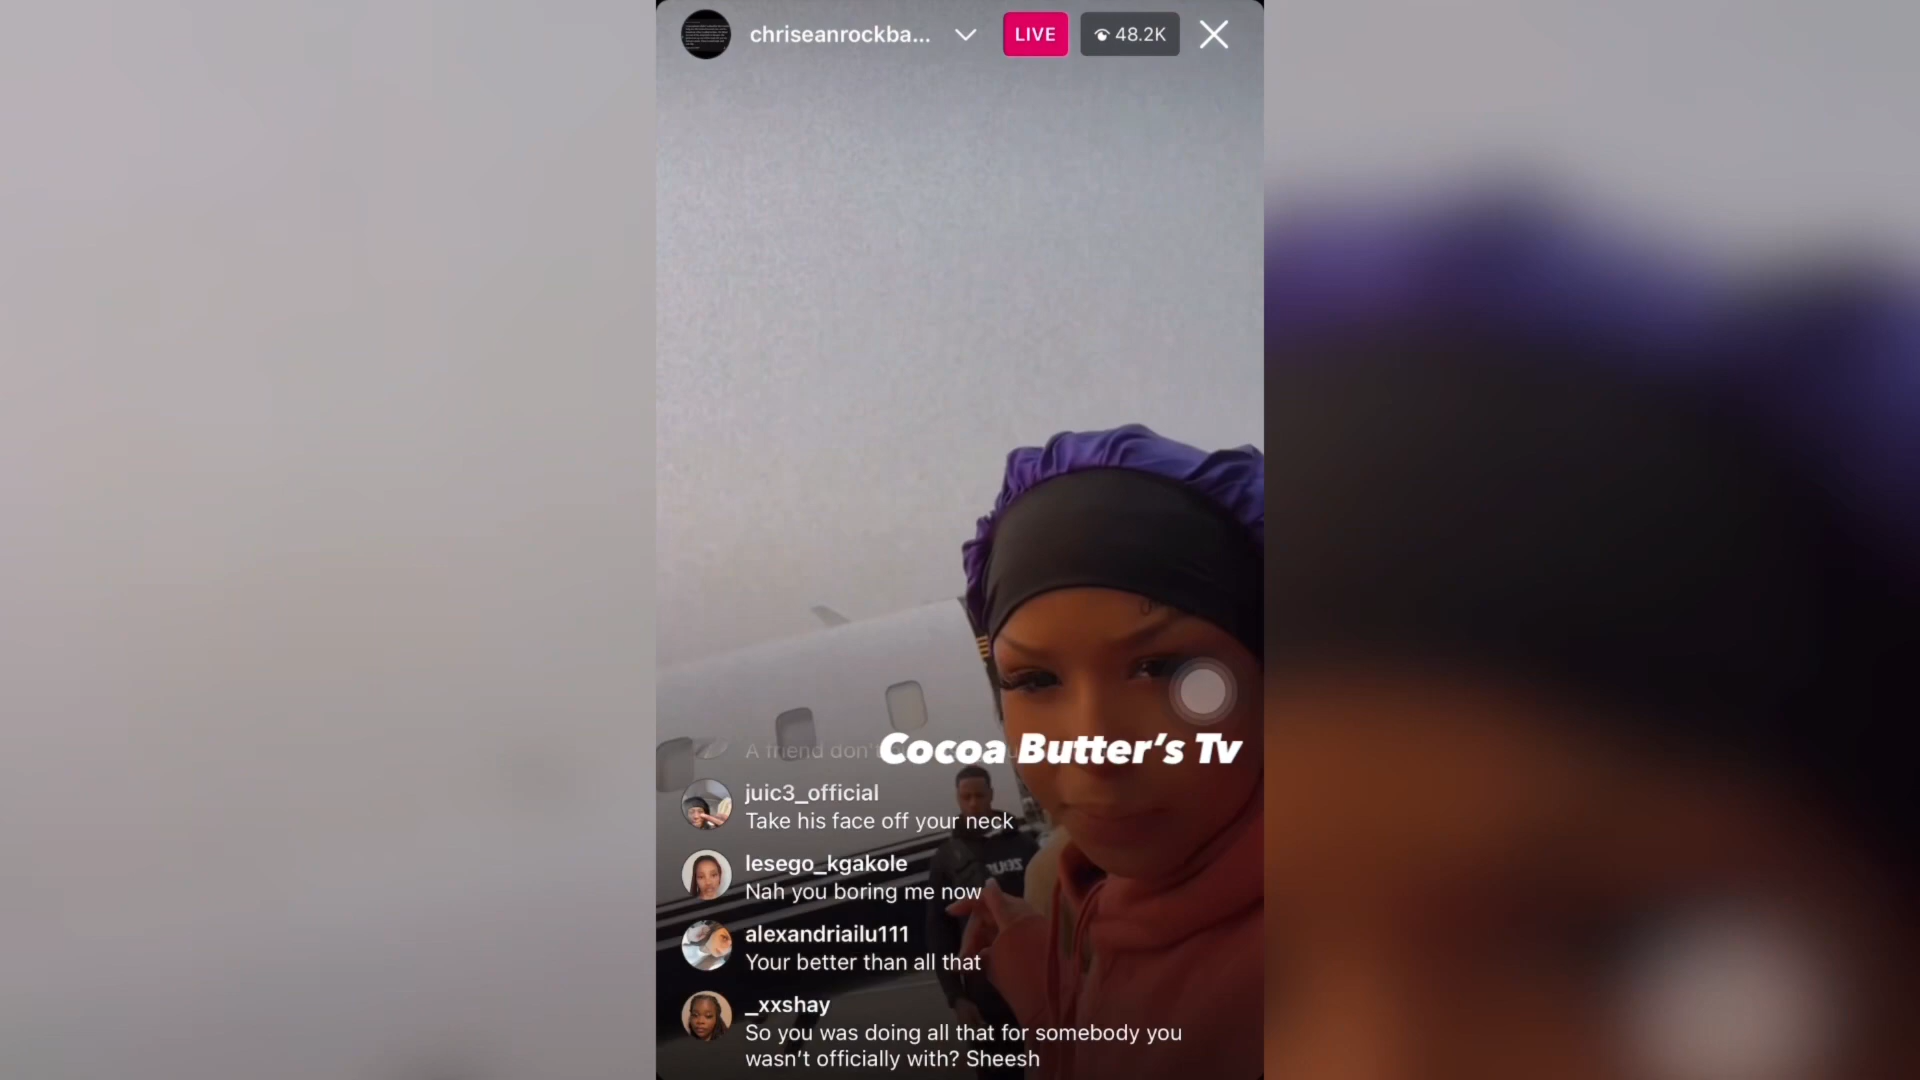 chriseanrockba...
LIVE
48.2K
A friend don't
Cocoa Butter's Tv
juic3_official
Take his face off your neck
lesego_kgakole
Nah you boring me now
alexandriailu111
Your better than all that
_xxshay
So you was doing all that for somebody you
wasn't officially with? Sheesh